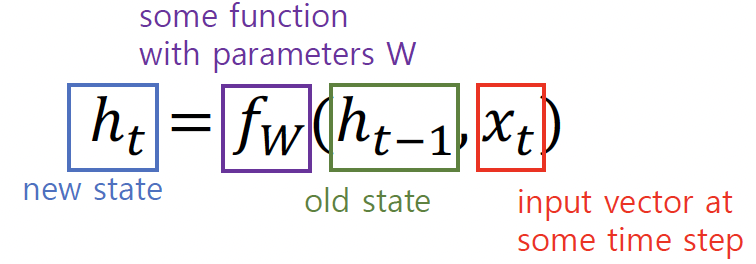 some function
with parameters W
h_t = f_W(h_{t-1}, x_t)
new state
old state
input vector at
some time step